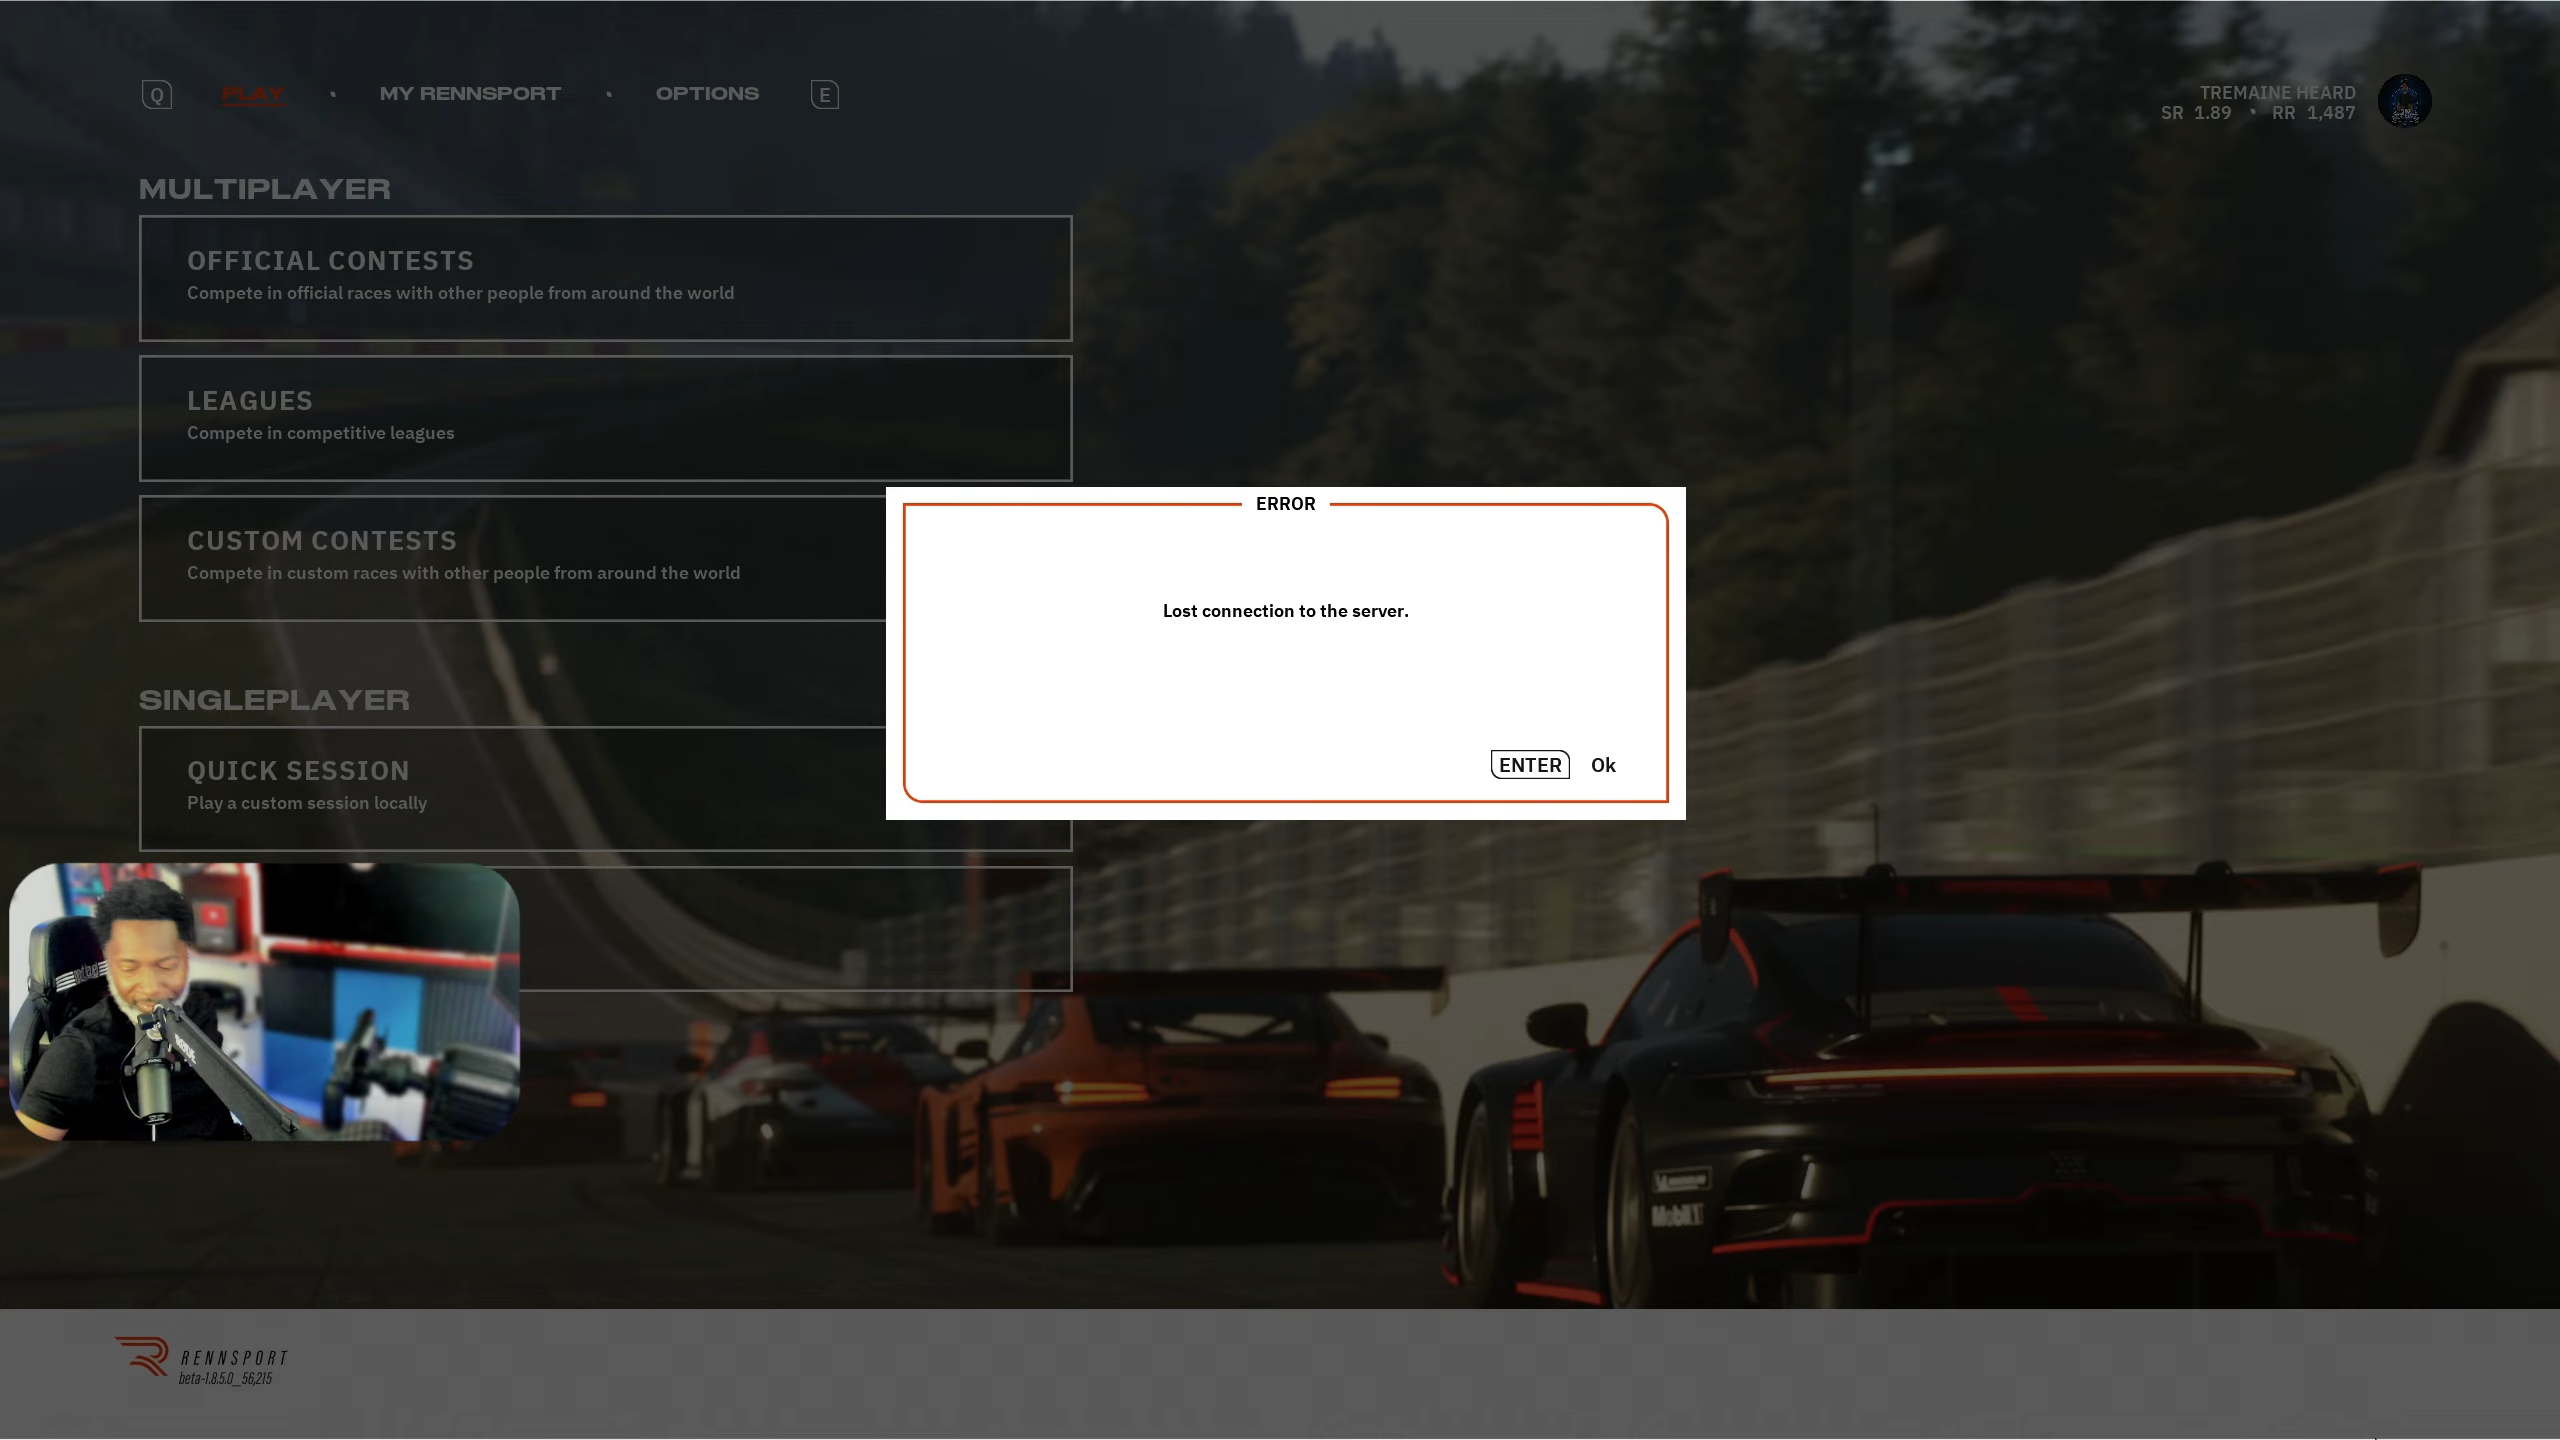 Q
PLAY
MY RENNSPORT
OPTIONS
E
TREMAINE HEARD
SR 1.89 RR 1,487
MULTIPLAYER
OFFICIAL CONTESTS
Compete in official races with other people from around the world
LEAGUES
Compete in competitive leagues
CUSTOM CONTESTS
Compete in custom races with other people from around the world
ERROR
Lost connection to the server.
ENTER Ok
SINGLEPLAYER
QUICK SESSION
Play a custom session locally
RODE
Mobil 1
RENNSPORT
beta-1.8.5.0_56,215